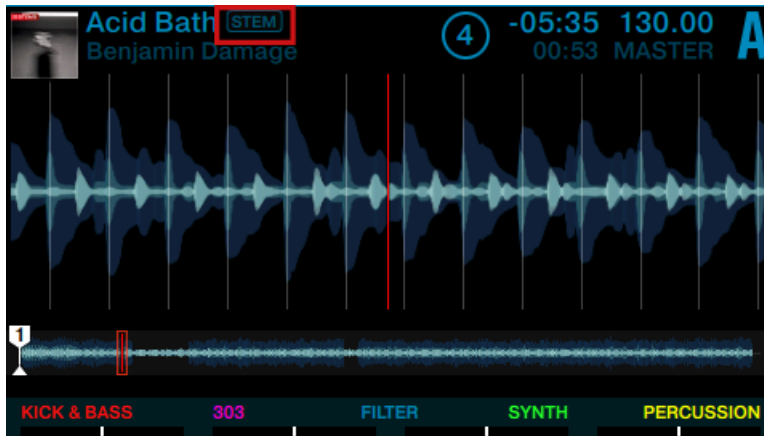 Acid Bath STEM 4 -05:35 130.00 A
Benjamin Damage 00:53 MASTER
1
KICK & BASS 303 FILTER SYNTH PERCUSSION